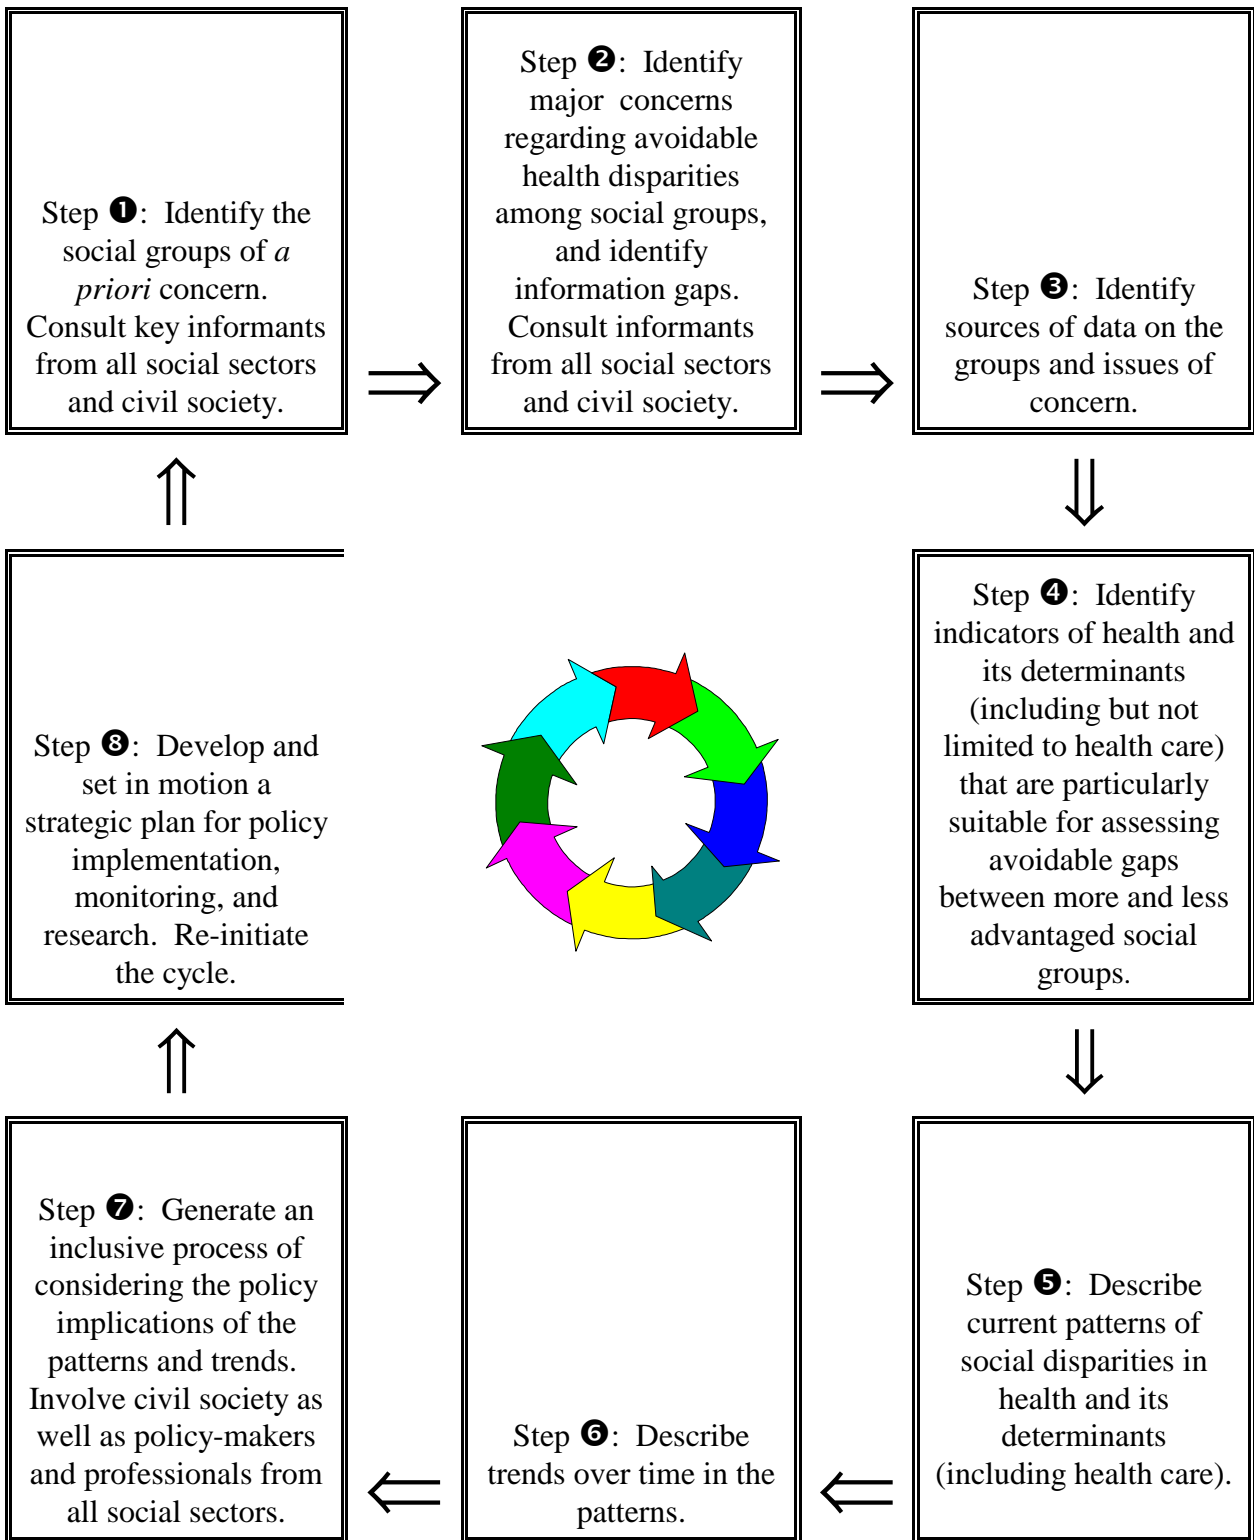 Step ❶: Identify the
social groups of a
priori concern.
Consult key informants
from all social sectors
and civil society.
Step ❷: Identify
major concerns
regarding avoidable
health disparities
among social groups,
and identify
information gaps.
Consult informants
from all social sectors
and civil society.
Step ❸: Identify
sources of data on the
groups and issues of
concern.
Step ❹: Identify
indicators of health and
its determinants
(including but not
limited to health care)
that are particularly
suitable for assessing
avoidable gaps
between more and less
advantaged social
groups.
Step ❺: Describe
current patterns of
social disparities in
health and its
determinants
(including health care).
Step ❻: Describe
trends over time in the
patterns.
Step ❼: Generate an
inclusive process of
considering the policy
implications of the
patterns and trends.
Involve civil society as
well as policy-makers
and professionals from
all social sectors.
Step ❽: Develop and
set in motion a
strategic plan for policy
implementation,
monitoring, and
research. Re-initiate
the cycle.